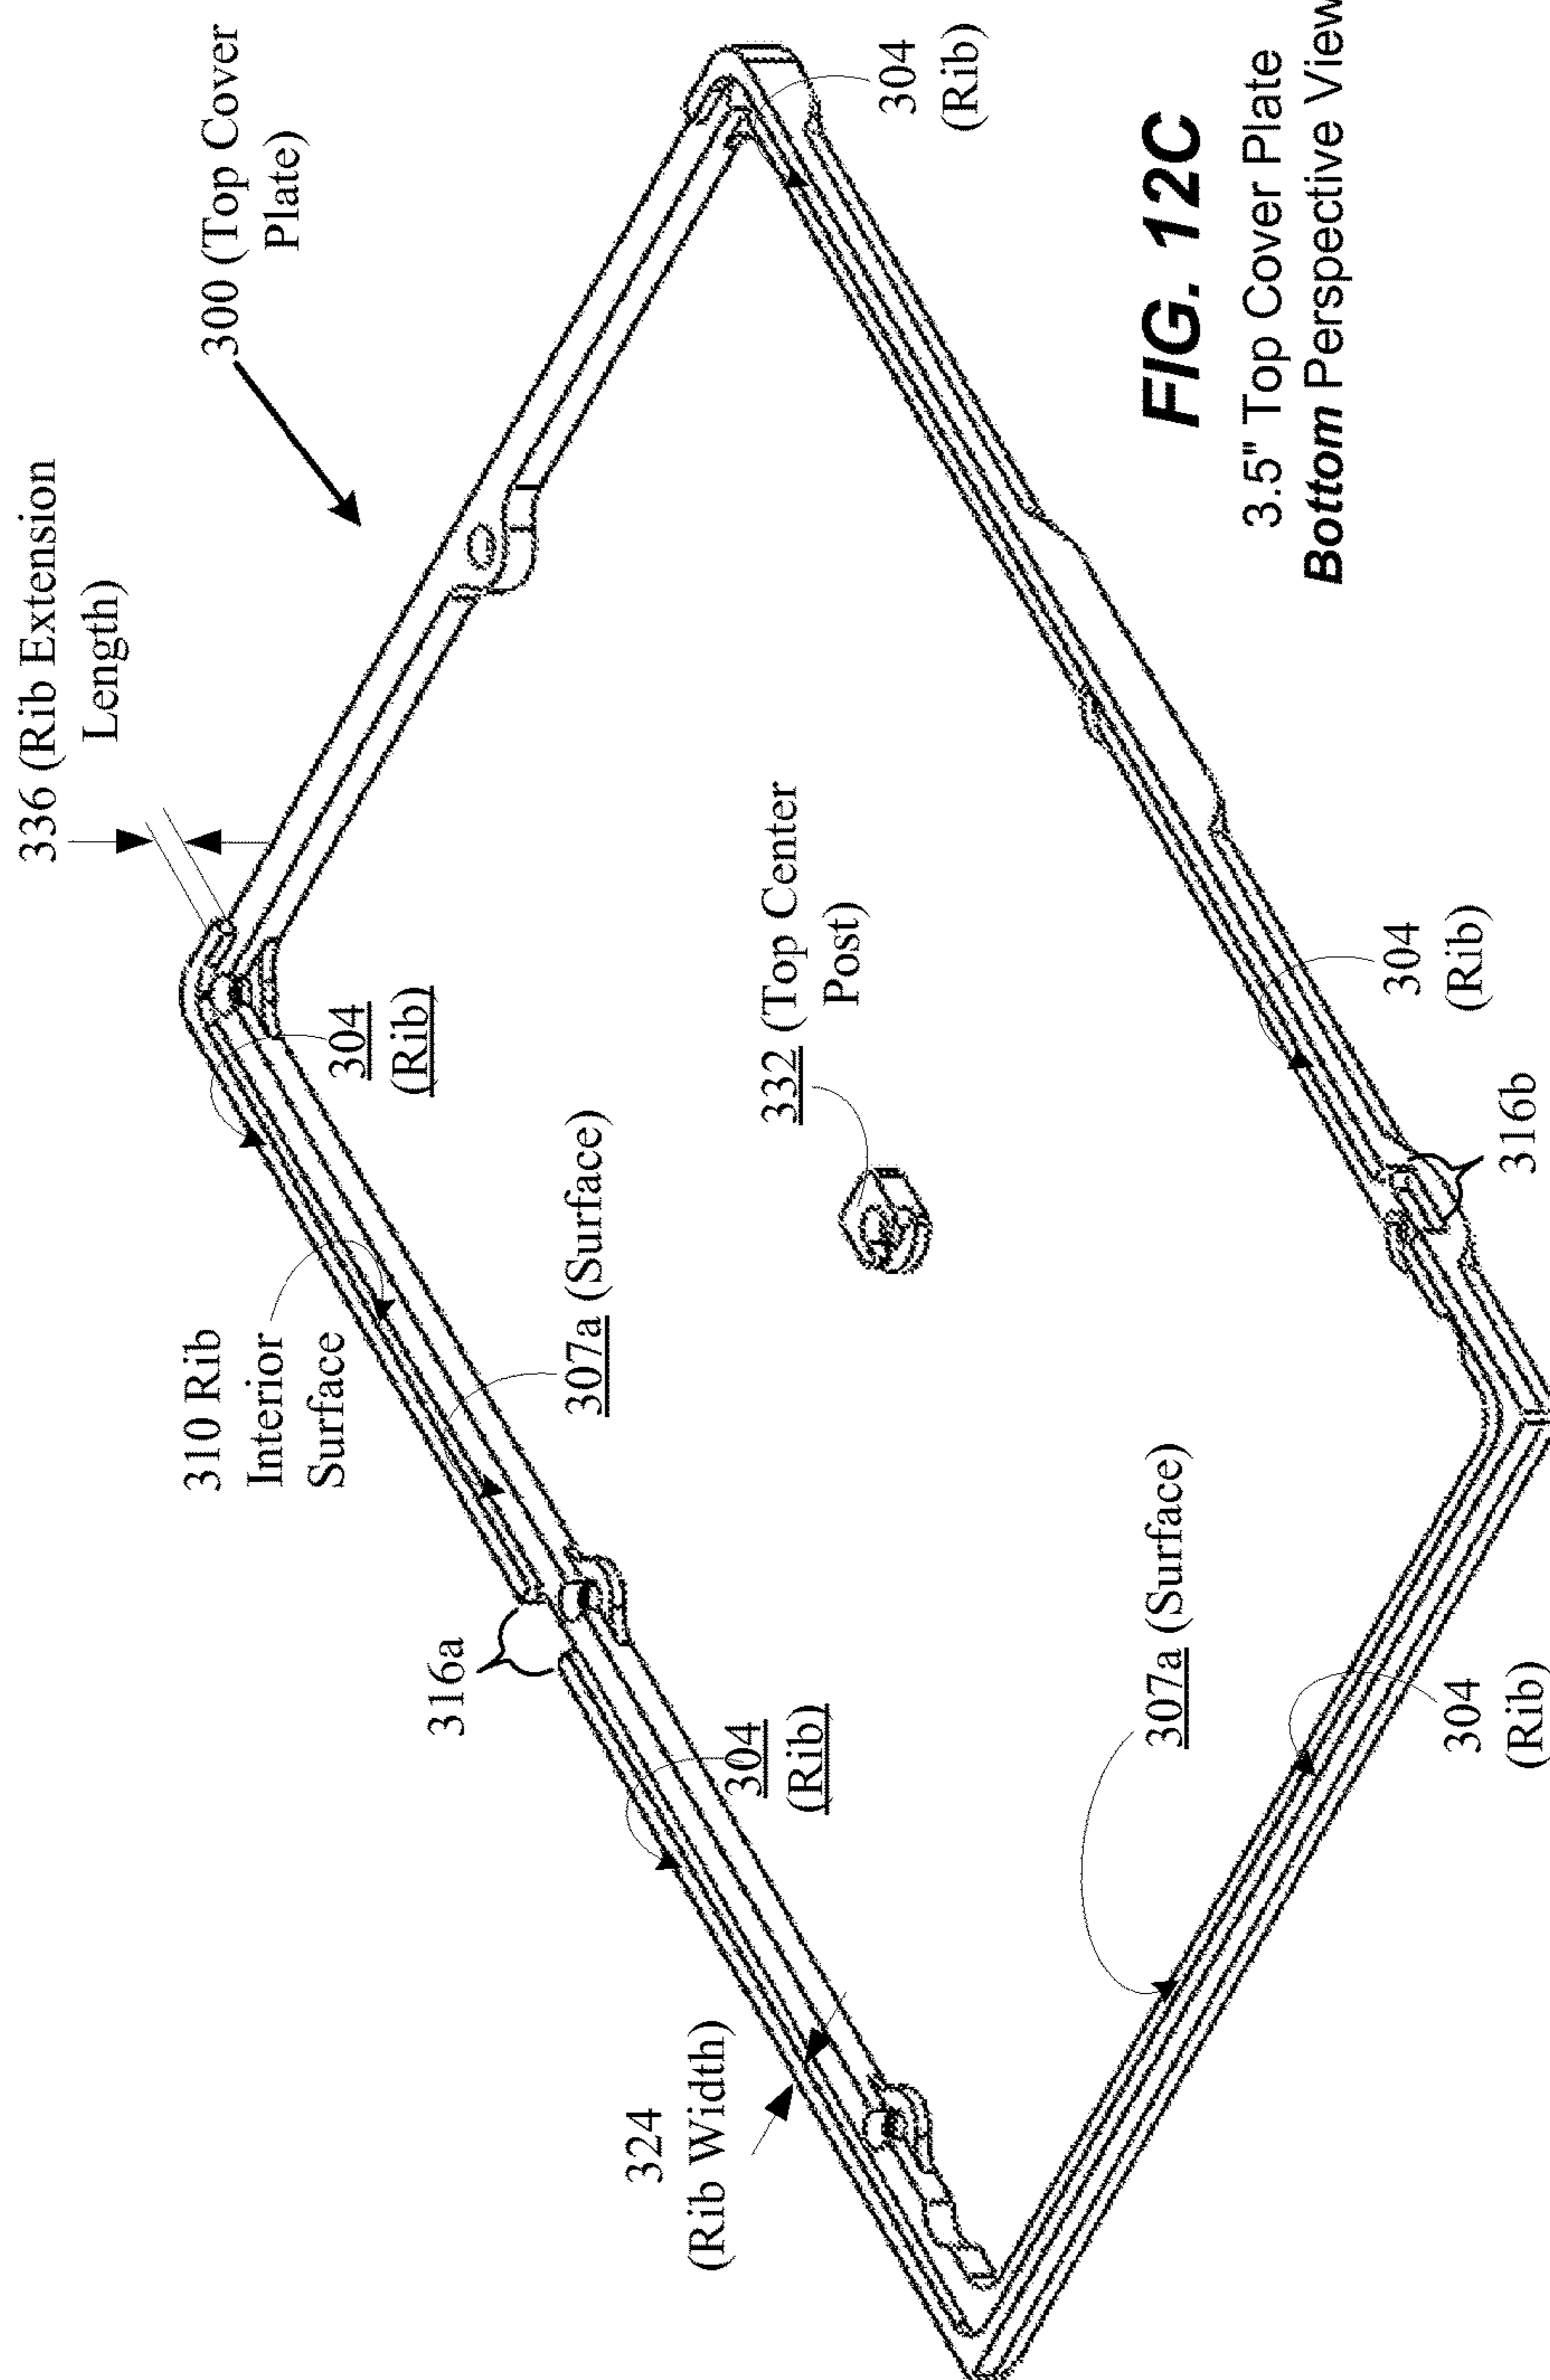 336 (Rib Extension
Length)
300 (Top Cover
Plate)
310 Rib
Interior
Surface
304
(Rib)
304
(Rib)
316a
307a (Surface)
332 (Top Center
Post)
324
(Rib Width)
304
(Rib)
307a (Surface)
304
(Rib)
316b
304
(Rib)
FIG. 12C
3.5" Top Cover Plate
Bottom Perspective View